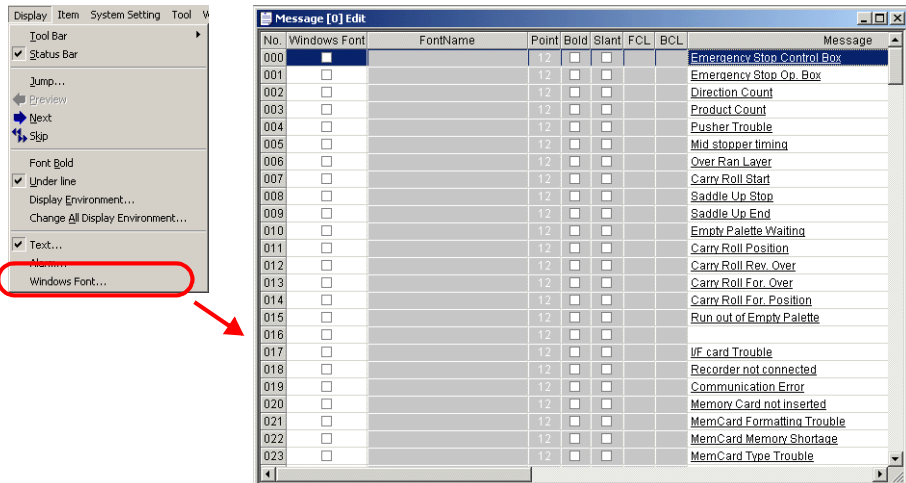 Display Item System Setting Tool
Tool Bar
Status Bar
Jump...
Preview
Next
Skip
Font Bold
Under line
Display Environment...
Change All Display Environment...
Text...
Alarm...
Windows Font...
Message [0] Edit
No. Windows Font FontName Point Bold Slant FCL BCL Message
000 12 Emergency Stop Control Box
001 12 Emergency Stop Op. Box
002 12 Direction Count
003 12 Product Count
004 12 Pusher Trouble
005 12 Mid stopper timing
006 12 Over Ran Layer
007 12 Carry Roll Start
008 12 Saddle Up Stop
009 12 Saddle Up End
010 12 Empty Palette Waiting
011 12 Carry Roll Position
012 12 Carry Roll Rev. Over
013 12 Carry Roll For. Over
014 12 Carry Roll For. Position
015 12 Run out of Empty Palette
016 12
017 12 I/F card Trouble
018 12 Recorder not connected
019 12 Communication Error
020 12 Memory Card not inserted
021 12 MemCard Formatting Trouble
022 12 MemCard Memory Shortage
023 12 MemCard Type Trouble